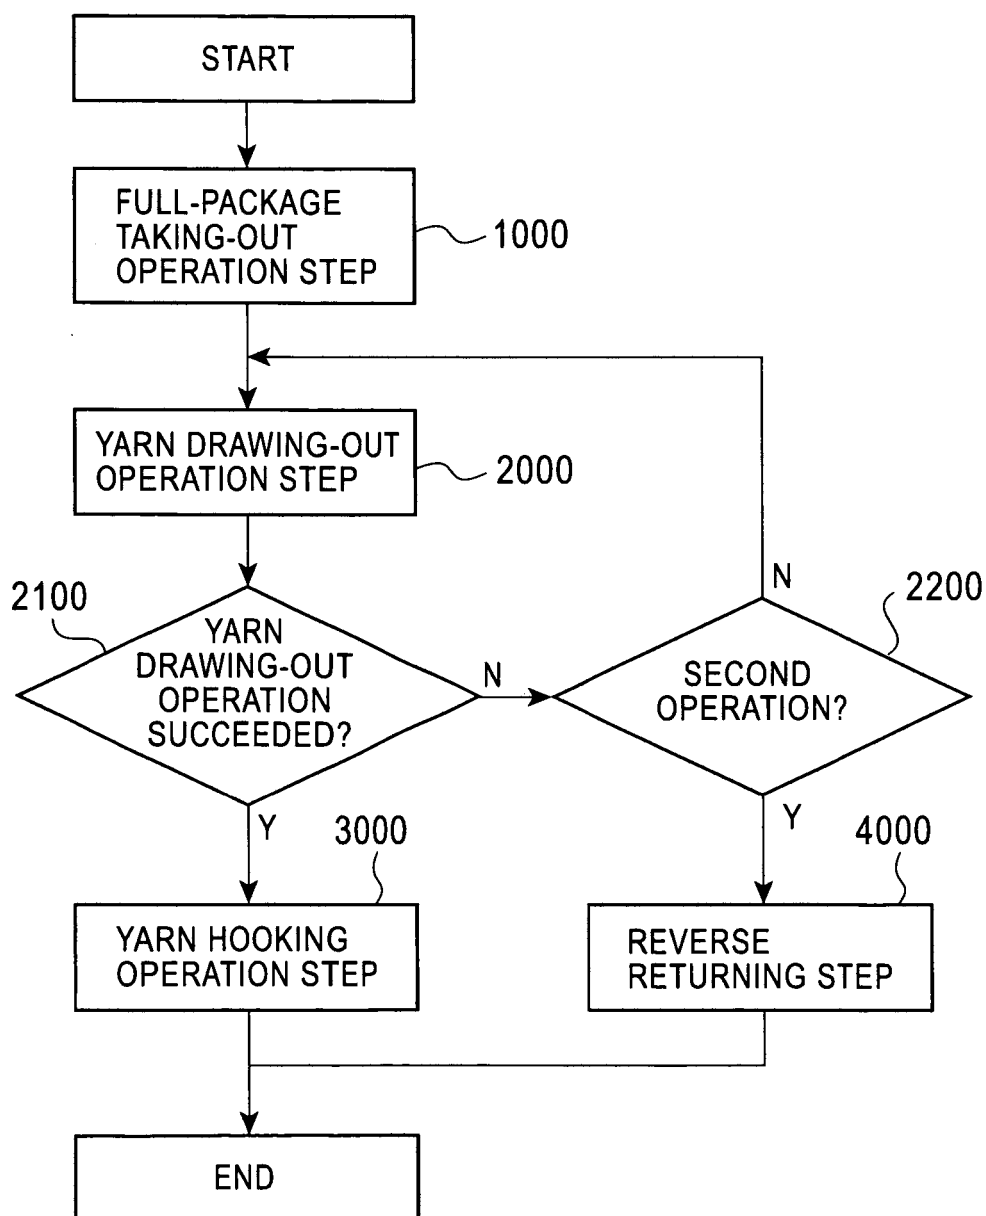 START
FULL-PACKAGE
TAKING-OUT
OPERATION STEP
1000
YARN DRAWING-OUT
OPERATION STEP
2000
2100
YARN
DRAWING-OUT
OPERATION
SUCCEEDED?
N
Y
N
2200
SECOND
OPERATION?
Y
3000
YARN HOOKING
OPERATION STEP
4000
REVERSE
RETURNING STEP
END